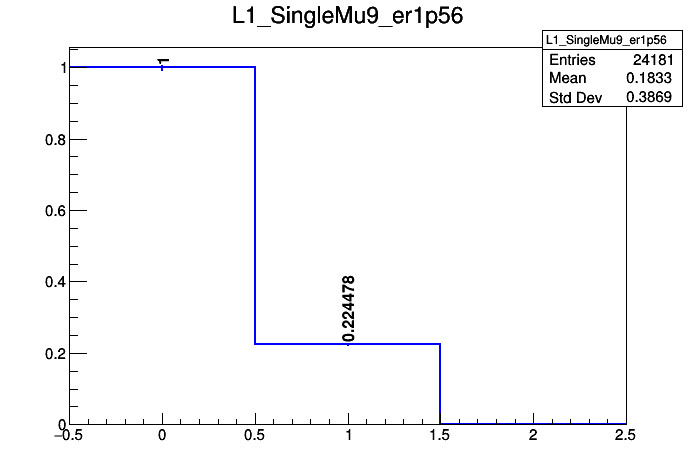 L1_SingleMu9_er1p56
L1_SingleMu9_er1p56
Entries 24181
Mean 0.1833
Std Dev 0.3869
1
0.8
0.6
0.4
0.2
0
1
0.224478
−0.5 0 0.5 1 1.5 2 2.5